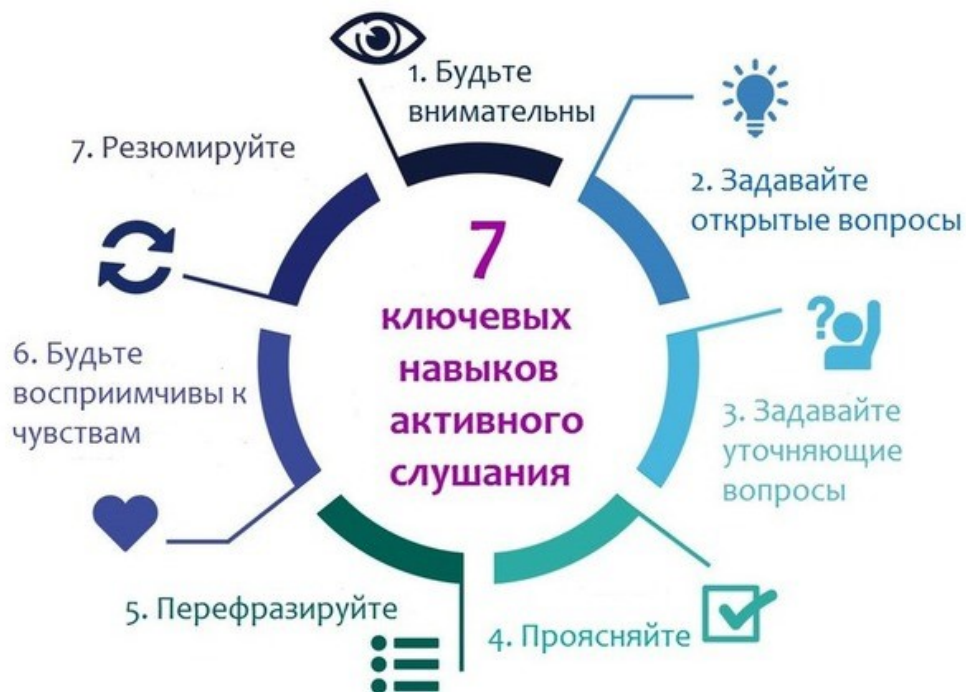 7
ключевых
навыков
активного
слушания
1. Будьте
внимательны
2. Задавайте
открытые вопросы
3. Задавайте
уточняющие
вопросы
4. Проясняйте
5. Перефразируйте
6. Будьте
восприимчивы к
чувствам
7. Резюмируйте